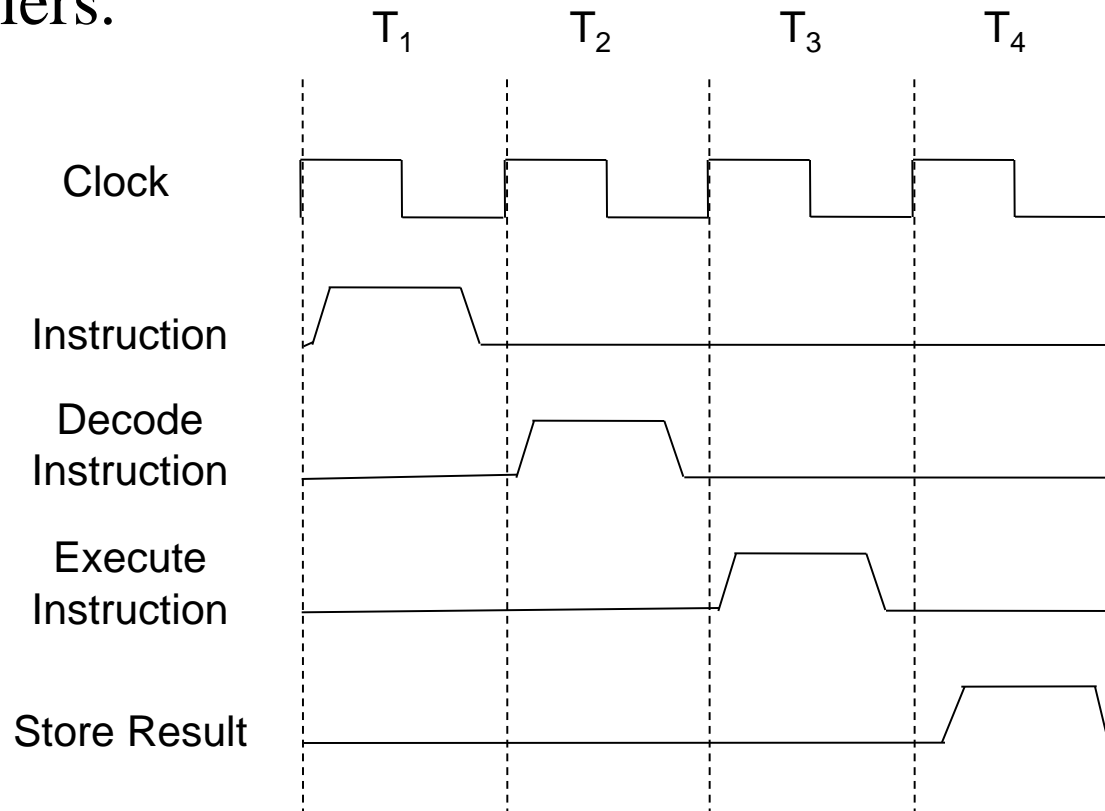 T₁ T₂ T₃ T₄
Clock
Instruction
Decode
Instruction
Execute
Instruction
Store Result